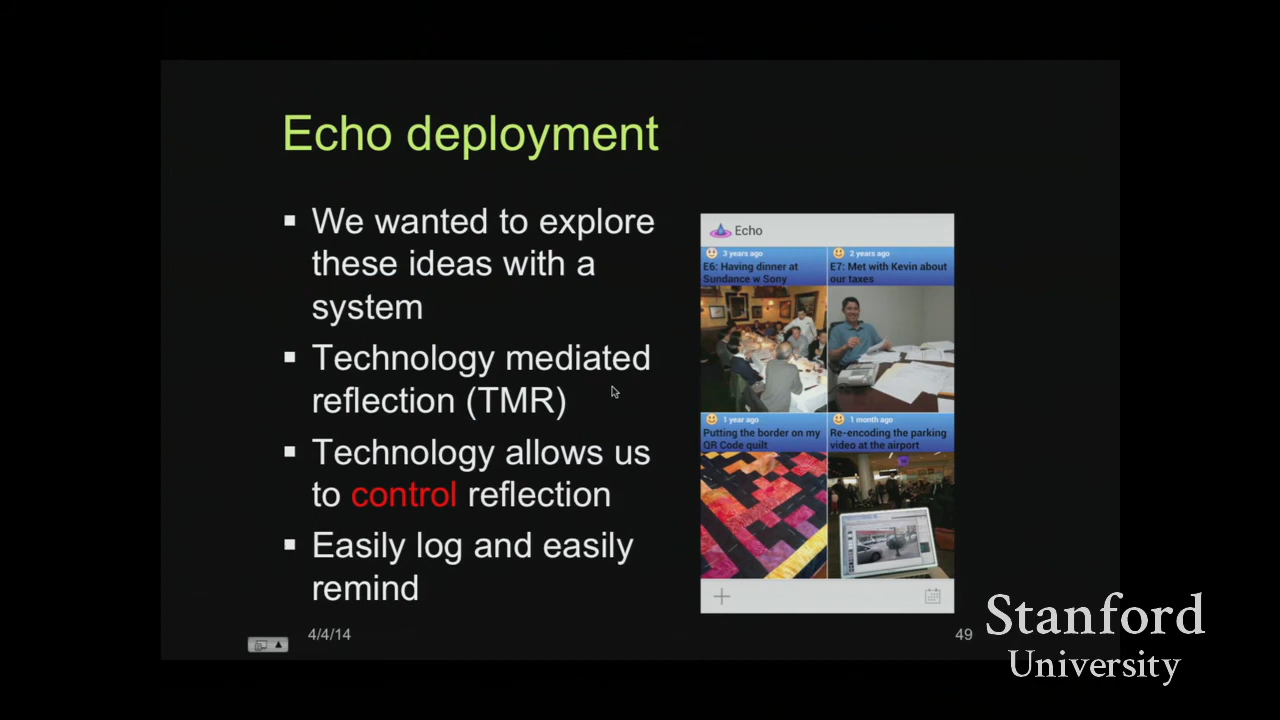 Echo deployment
▪ We wanted to explore
these ideas with a
system
▪ Technology mediated
reflection (TMR)
▪ Technology allows us
to control reflection
▪ Easily log and easily
remind
Echo
3 years ago
E6: Having dinner at
Sundance w Sony
2 years ago
E7: Met with Kevin about
our taxes
1 year ago
Putting the border on my
QR Code quilt
1 month ago
Re-encoding the parking
video at the airport
4/4/14
49
Stanford
University